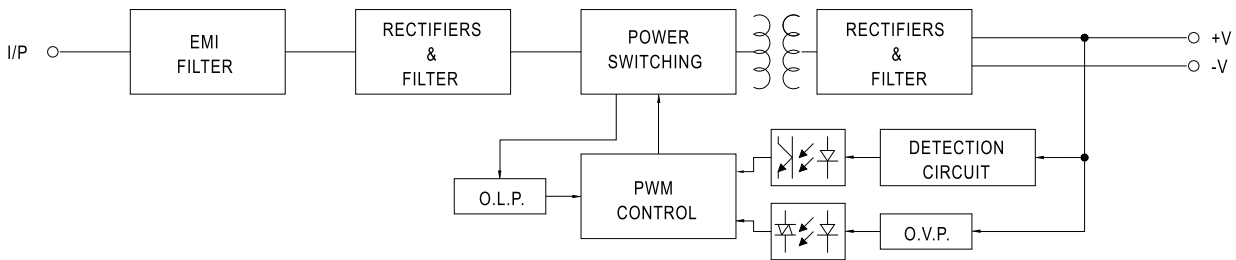 I/P
EMI
FILTER
RECTIFIERS
&
FILTER
POWER
SWITCHING
RECTIFIERS
&
FILTER
+V
-V
DETECTION
CIRCUIT
O.L.P.
PWM
CONTROL
O.V.P.